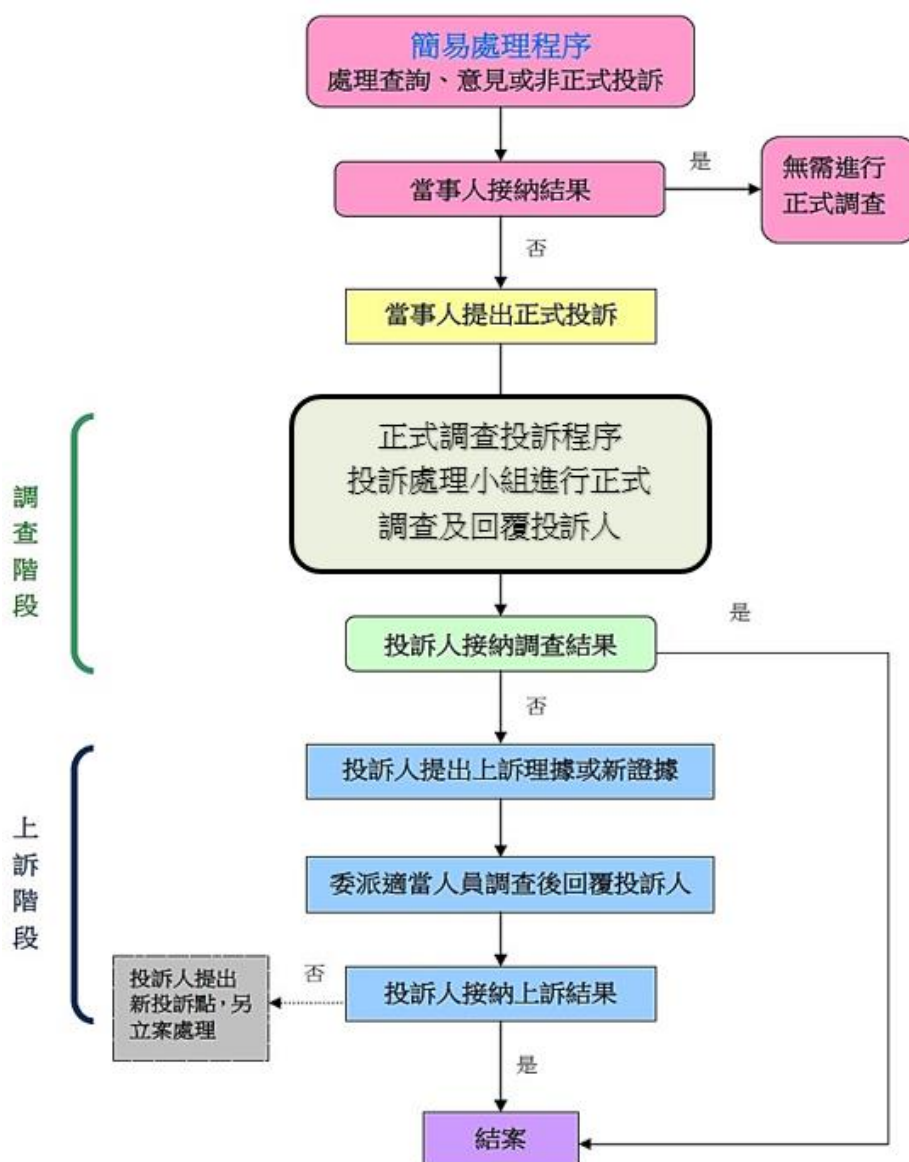 簡易處理程序
處理查詢、意見或非正式投訴
當事人接納結果
是
無需進行
正式調查
否
當事人提出正式投訴
調查階段
正式調查投訴程序
投訴處理小組進行正式
調查及回覆投訴人
投訴人接納調查結果
是
否
上訴階段
投訴人提出上訴理據或新證據
委派適當人員調查後回覆投訴人
投訴人接納上訴結果
否
投訴人提出
新投訴點，另
立案處理
是
結案